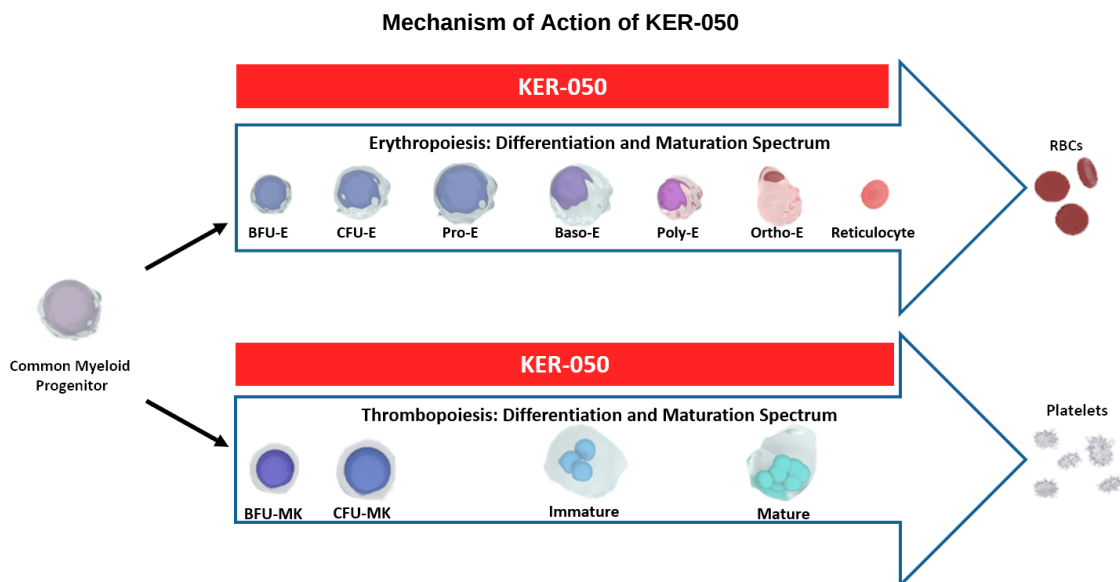 Mechanism of Action of KER-050
KER-050
Erythropoiesis: Differentiation and Maturation Spectrum
BFU-E
CFU-E
Pro-E
Baso-E
Poly-E
Ortho-E
Reticulocyte
RBCs
Common Myeloid
Progenitor
KER-050
Thrombopoiesis: Differentiation and Maturation Spectrum
BFU-MK
CFU-MK
Immature
Mature
Platelets